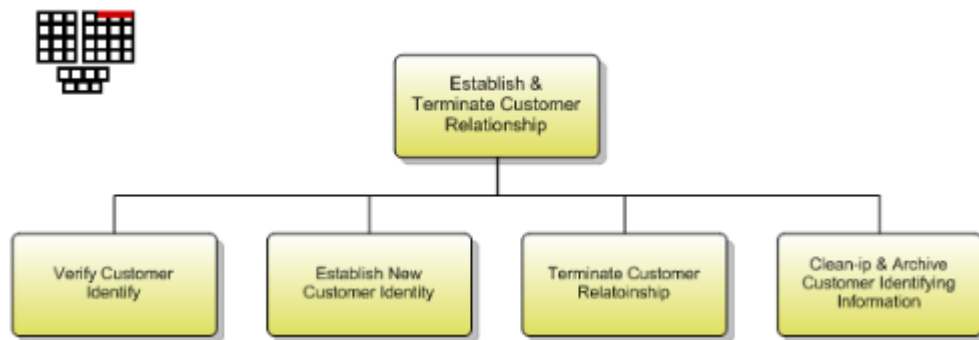 Establish &
Terminate Customer
Relationship
Verify Customer
Identify
Establish New
Customer Identity
Terminate Customer
Relatoinship
Clean-ip & Archive
Customer Identifying
Information